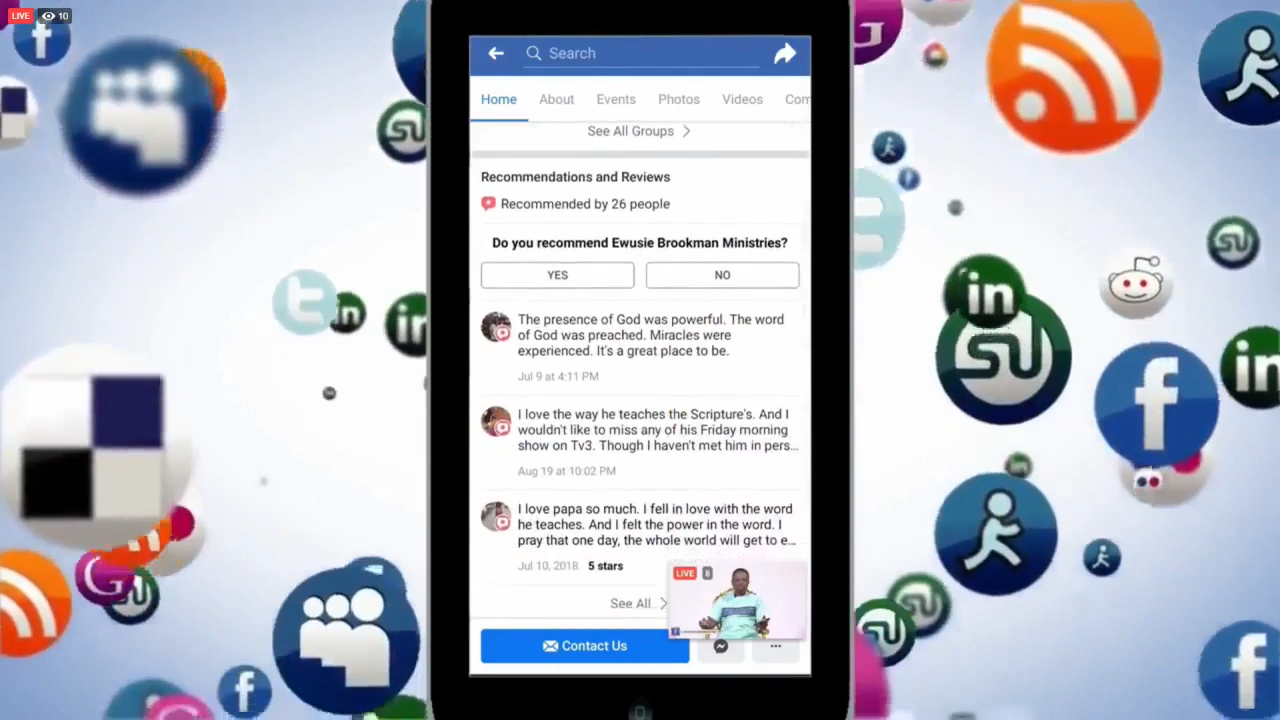 LIVE 10
Search
Home About Events Photos Videos Com
See All Groups
Recommendations and Reviews
Recommended by 26 people
Do you recommend Ewusie Brookman Ministries?
YES NO
The presence of God was powerful. The word
of God was preached. Miracles were
experienced. It's a great place to be.
Jul 9 at 4:11 PM
I love the way he teaches the Scripture's. And I
wouldn't like to miss any of his Friday morning
show on Tv3. Though I haven't met him in pers...
Aug 19 at 10:02 PM
I love papa so much. I fell in love with the word
he teaches. And I felt the power in the word. I
pray that one day, the whole world will get to e...
Jul 10, 2018 5 stars
LIVE 8
See All
Contact Us
in
in
in
in
G